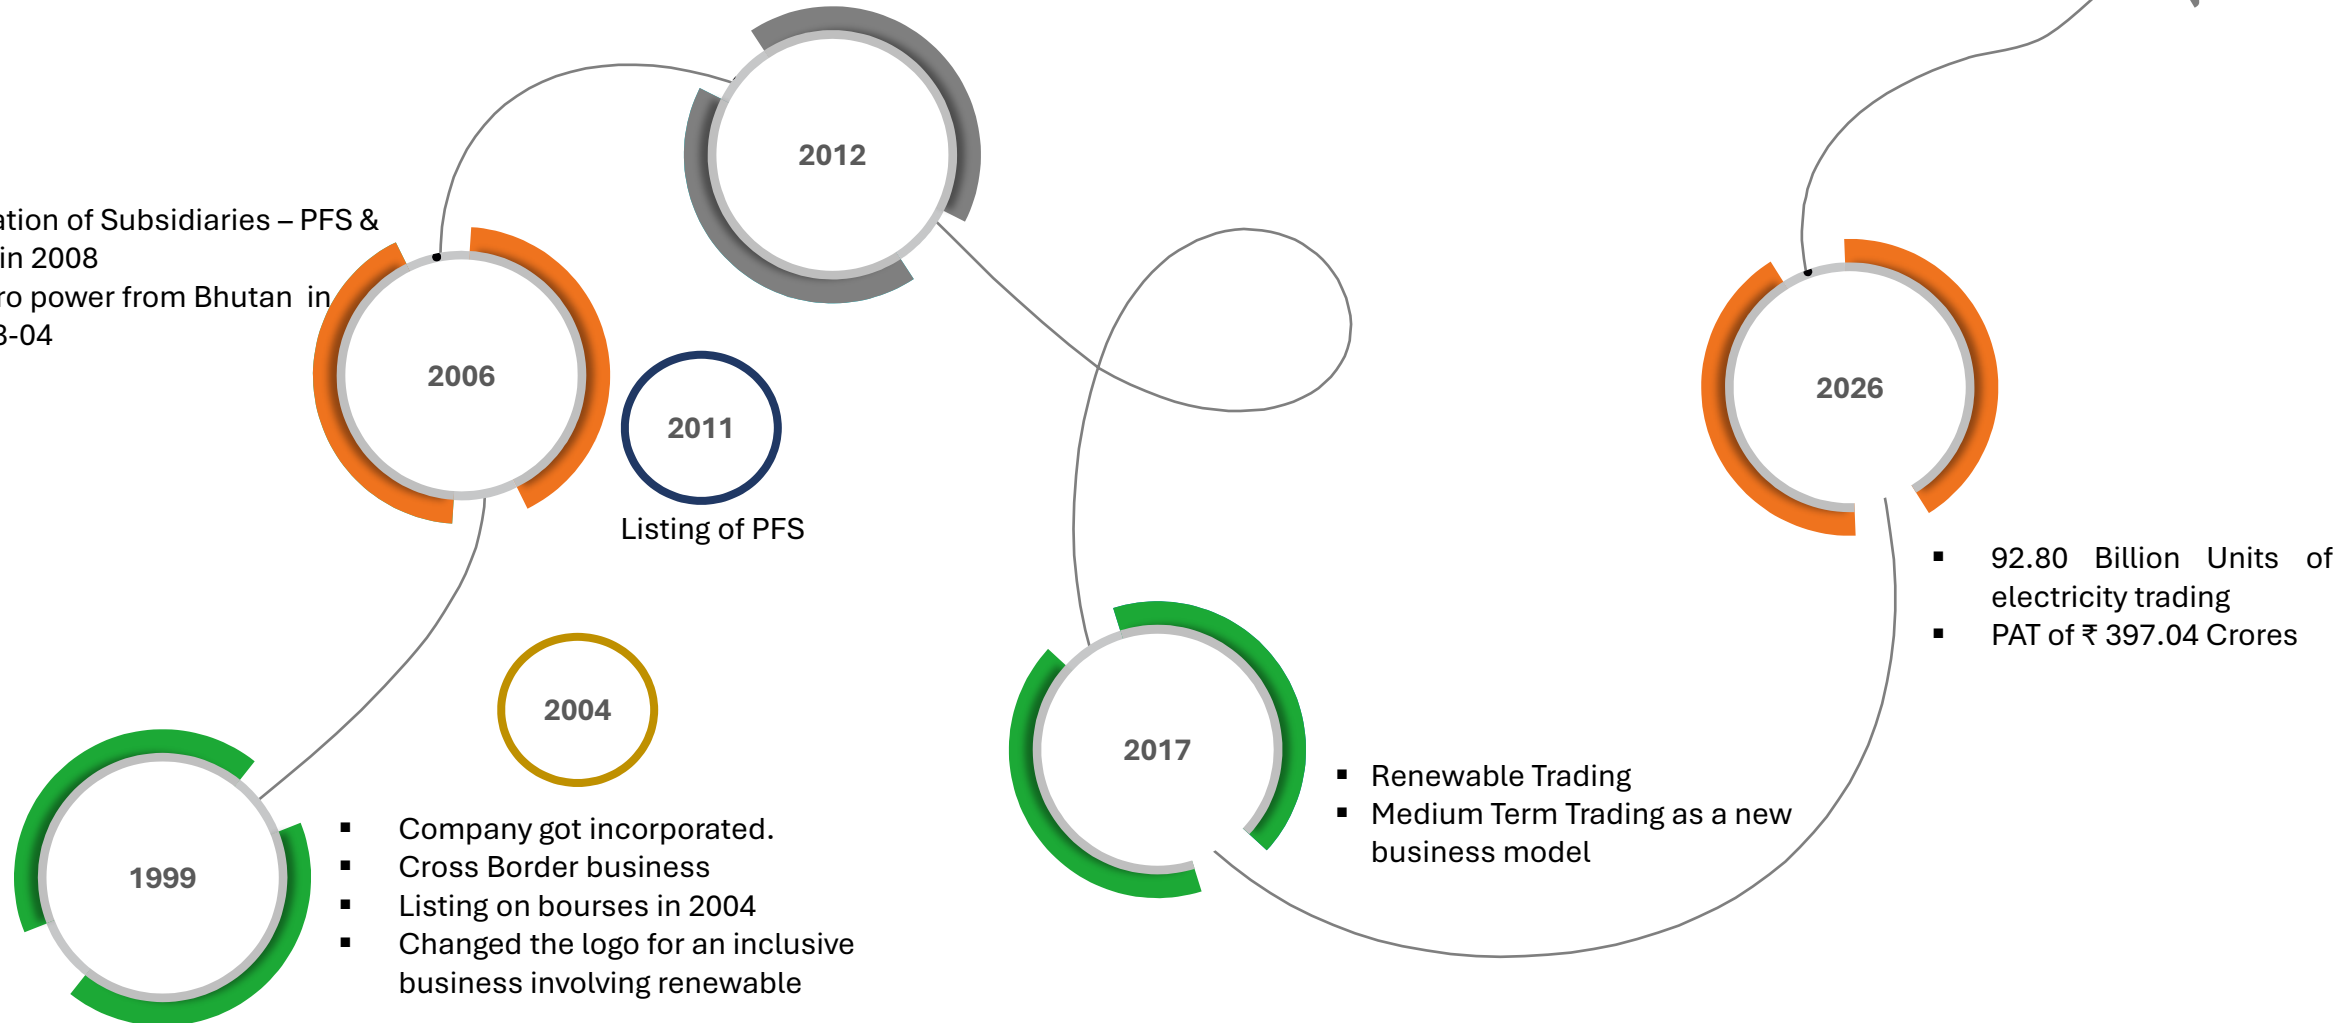 2012
ation of Subsidiaries – PFS &
in 2008
ro power from Bhutan in
3-04
2006
2011
Listing of PFS
2026
▪ 92.80 Billion Units of
electricity trading
▪ PAT of ₹ 397.04 Crores
2004
2017
▪ Renewable Trading
▪ Medium Term Trading as a new
business model
1999
▪ Company got incorporated.
▪ Cross Border business
▪ Listing on bourses in 2004
▪ Changed the logo for an inclusive
business involving renewable